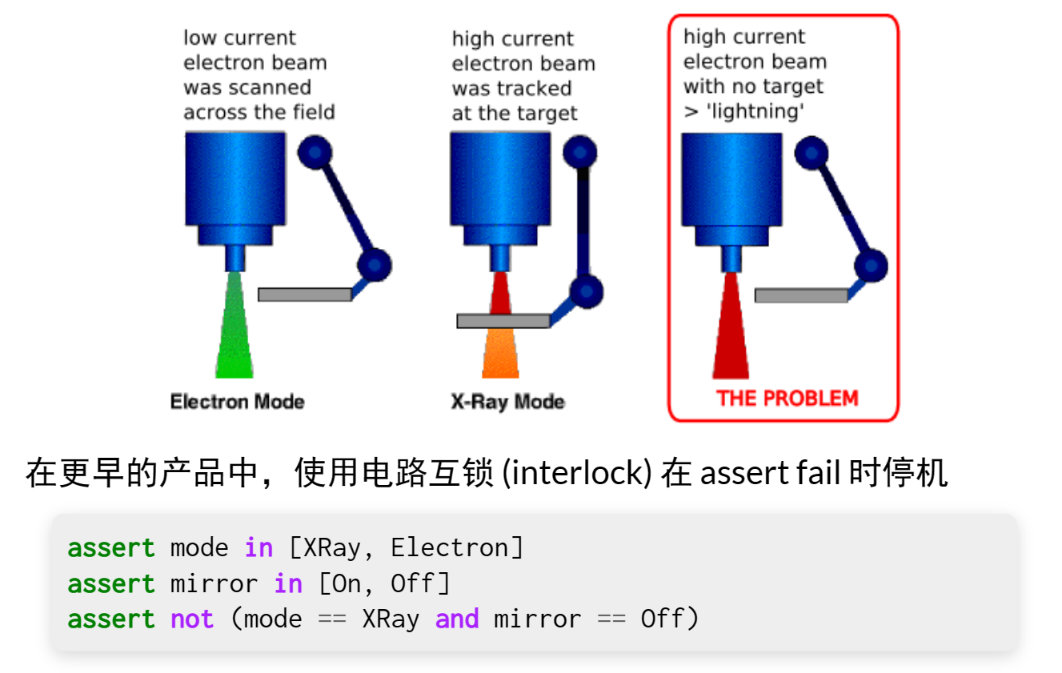 low current
electron beam
was scanned
across the field
high current
electron beam
was tracked
at the target
high current
electron beam
with no target
> 'lightning'
Electron Mode
X-Ray Mode
THE PROBLEM
在更早的产品中，使用电路互锁 (interlock) 在 assert fail 时停机
assert mode in [XRay, Electron]
assert mirror in [On, Off]
assert not (mode == XRay and mirror == Off)